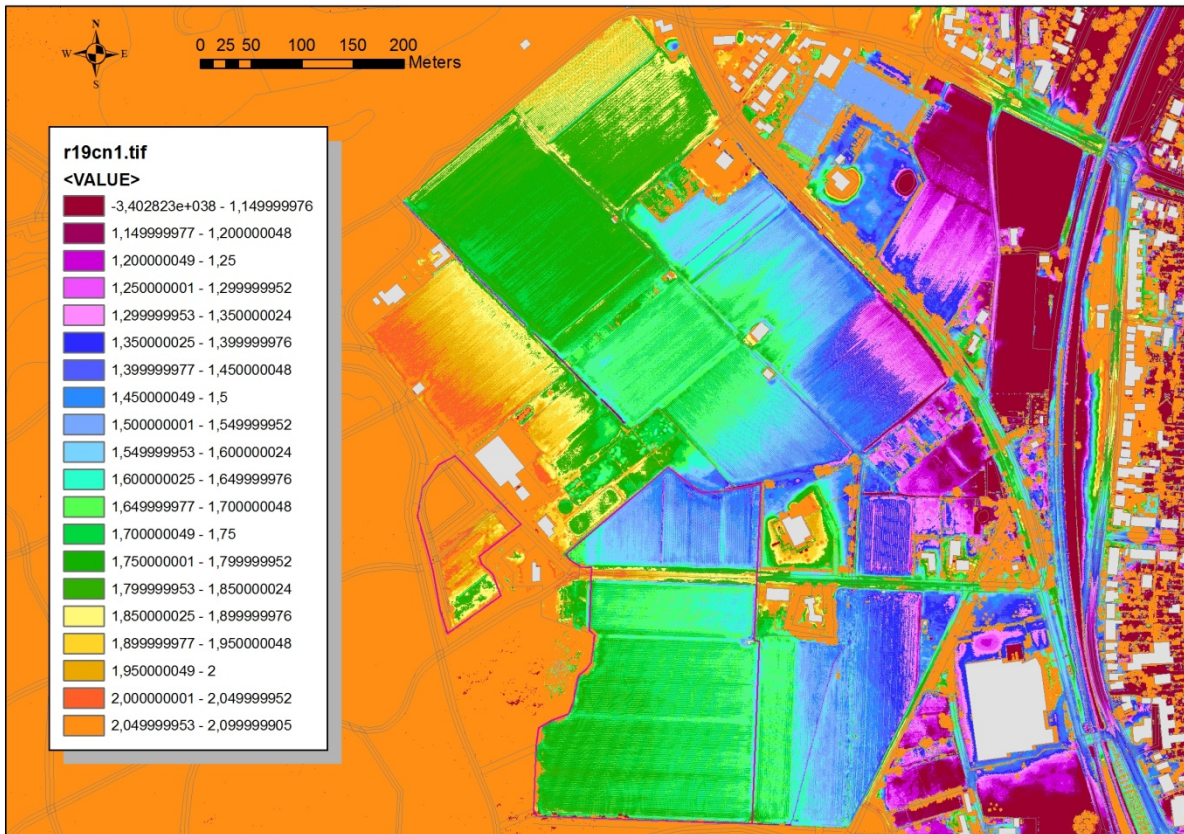 N
W E
S
0 25 50 100 150 200
Meters
r19cn1.tif
<VALUE>
-3,402823e+038 - 1,149999976
1,149999977 - 1,200000048
1,200000049 - 1,25
1,250000001 - 1,299999952
1,299999953 - 1,350000024
1,350000025 - 1,399999976
1,399999977 - 1,450000048
1,450000049 - 1,5
1,500000001 - 1,549999952
1,549999953 - 1,600000024
1,600000025 - 1,649999976
1,649999977 - 1,700000048
1,700000049 - 1,75
1,750000001 - 1,799999952
1,799999953 - 1,850000024
1,850000025 - 1,899999976
1,899999977 - 1,950000048
1,950000049 - 2
2,000000001 - 2,049999952
2,049999953 - 2,099999905